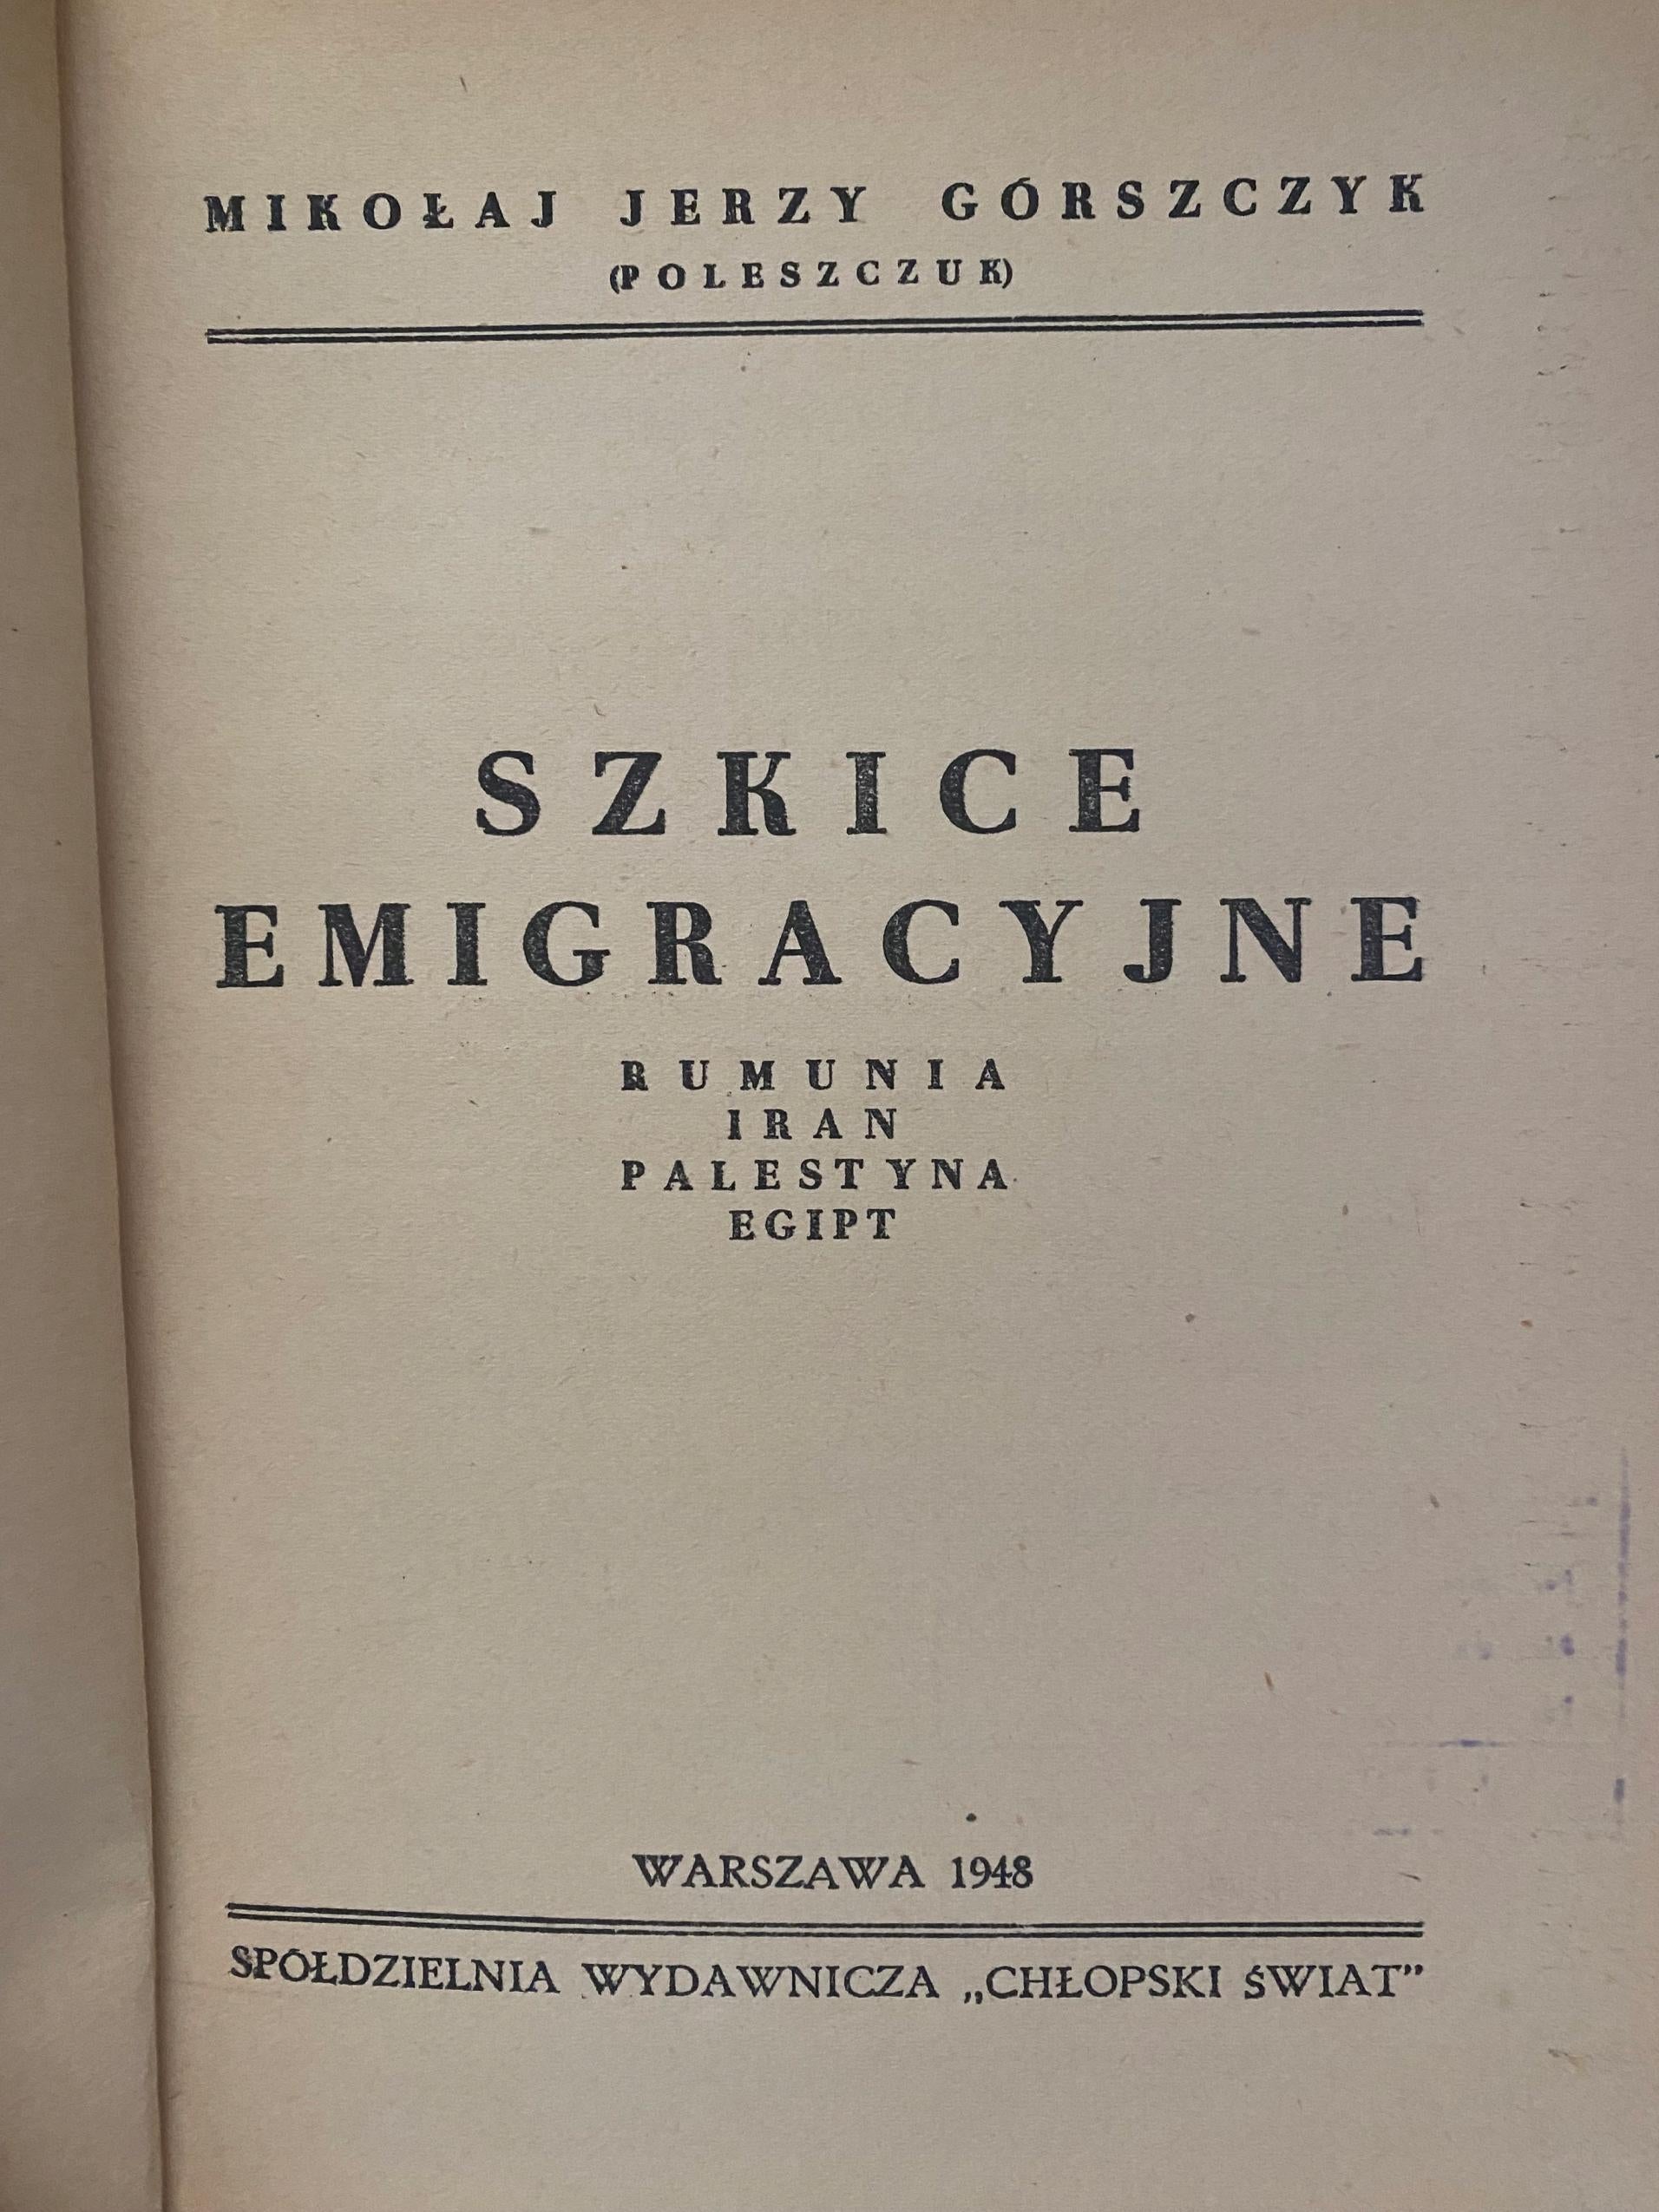 MIKOŁAJ JERZY GÓRSZCZYK
(POLESZCZUK)
SZKICE
EMIGRACYJNE
RUMUNIA
IRAN
PALESTYNA
EGIPT
WARSZAWA 1948
SPÓŁDZIELNIA WYDAWNICZA „CHŁOPSKI ŚWIAT”